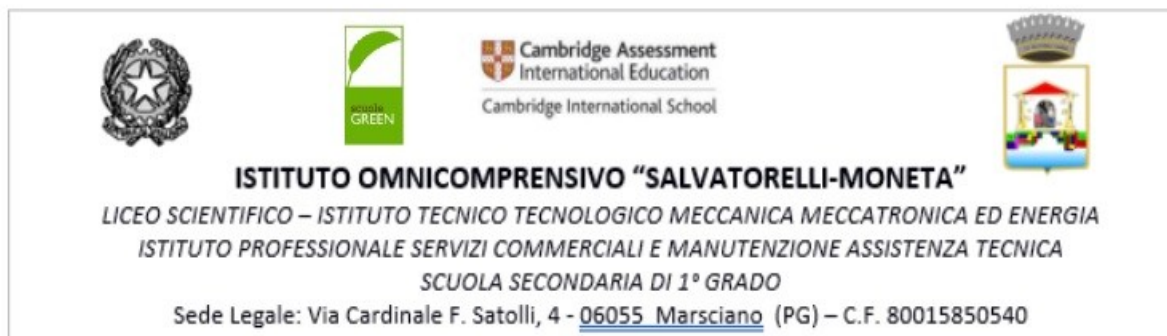 scuola
GREEN
Cambridge Assessment
International Education
Cambridge International School
ISTITUTO OMNICOMPRENSIVO “SALVATORELLI-MONETA”
LICEO SCIENTIFICO – ISTITUTO TECNICO TECNOLOGICO MECCANICA MECCATRONICA ED ENERGIA
ISTITUTO PROFESSIONALE SERVIZI COMMERCIALI E MANUTENZIONE ASSISTENZA TECNICA
SCUOLA SECONDARIA DI 1° GRADO
Sede Legale: Via Cardinale F. Satolli, 4 - 06055 Marsciano (PG) – C.F. 80015850540